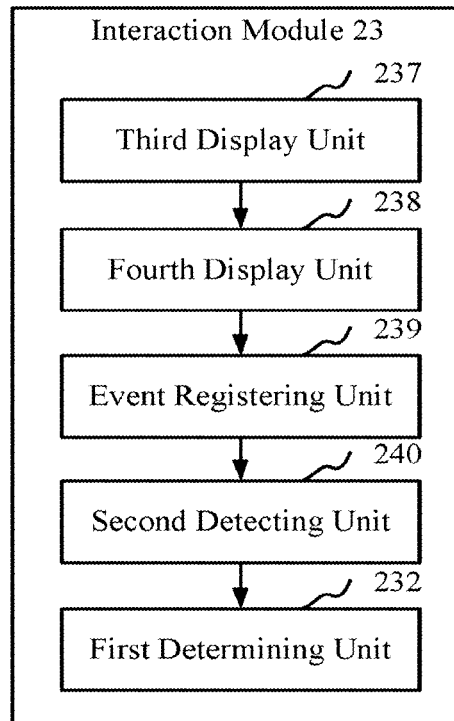 Interaction Module 23
237
Third Display Unit
238
Fourth Display Unit
239
Event Registering Unit
240
Second Detecting Unit
232
First Determining Unit